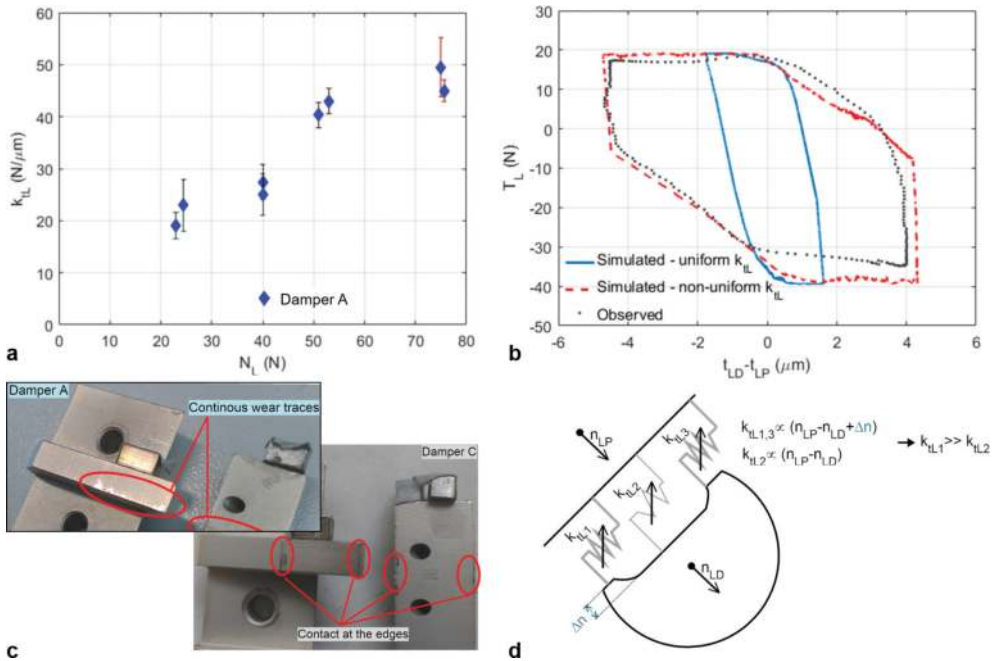 60
50
40
30
20
10
0
0 10 20 30 40 50 60 70 80
k_tL (N/μm)
N_L (N)
Damper A
a
30
20
10
0
-10
-20
-30
-40
-50
-6 -4 -2 0 2 4 6
T_L (N)
t_LD-t_LP (μm)
Simulated - uniform k_tL
Simulated - non-uniform k_tL
Observed
b
Damper A
Continous wear traces
Damper C
Contact at the edges
c
n_LP
k_tL3
k_tL2
k_tL1
n_LD
Δn
k_tL1,3∝ (n_LP-n_LD+Δn)
k_tL2∝ (n_LP-n_LD)
→ k_tL1>> k_tL2
d